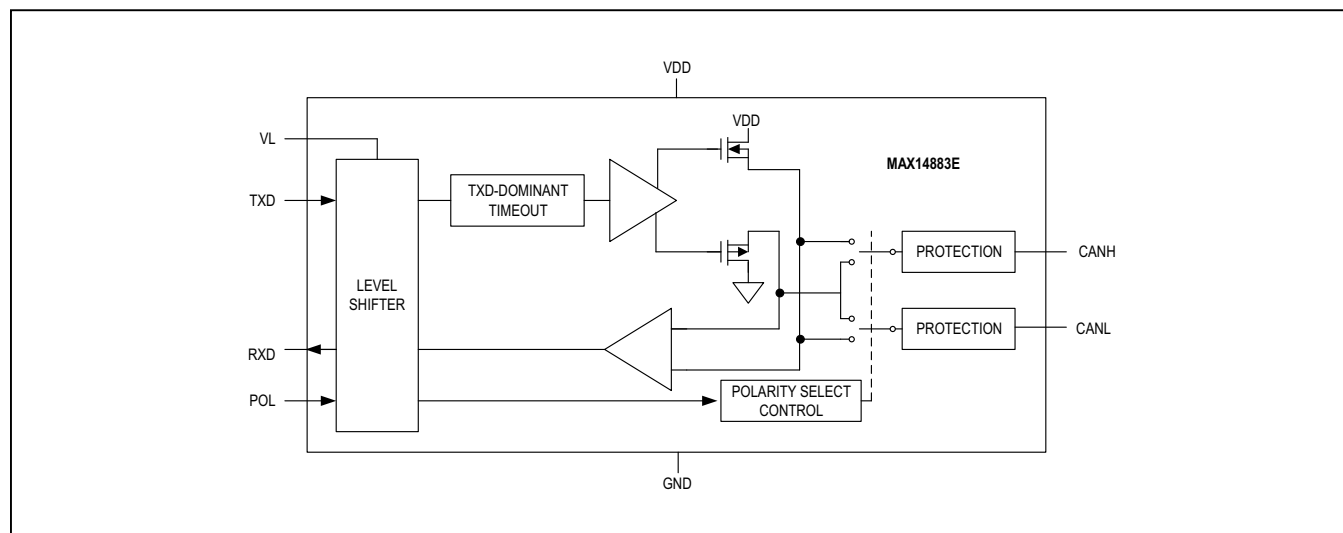 VDD
VDD
VL
MAX14883E
TXD
TXD-DOMINANT
TIMEOUT
PROTECTION
CANH
LEVEL
SHIFTER
PROTECTION
CANL
RXD
POLARITY SELECT
CONTROL
POL
GND